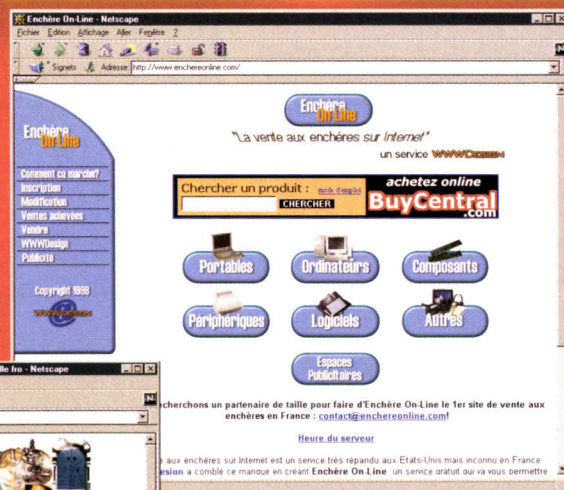 Enchère On-Line - Netscape
Eichier Edition Affichage Aller Fenêtre ?
Signets Adresse: http://www.enchereonline.com/
Enchère
On-Line
Comment ca marche?
Inscription
Modification
Ventes achevées
Vendre
WWWDesign
Publicité
Copyright 1998
WWWDESIGN
Enchère
On-Line
"La vente aux enchères sur Internet"
un service WWWDESIGN
Chercher un produit : mode d'emploi
CHERCHER
achetez online
BuyCentral
.com
Portables
Ordinateurs
Composants
Périphériques
Logiciels
Autres
Espaces
Publicitaires
echerchons un partenaire de taille pour faire d'Enchère On-Line le 1er site de vente aux
enchères en France : contact@enchereonline.com!
Heure du serveur
aux enchères sur Internet est un service très répandu aux Etats-Unis mais inconnu en France
esign a comblé ce manque en créant Enchère On-Line un service gratuit qui va vous permettre
lle fro - Netscape